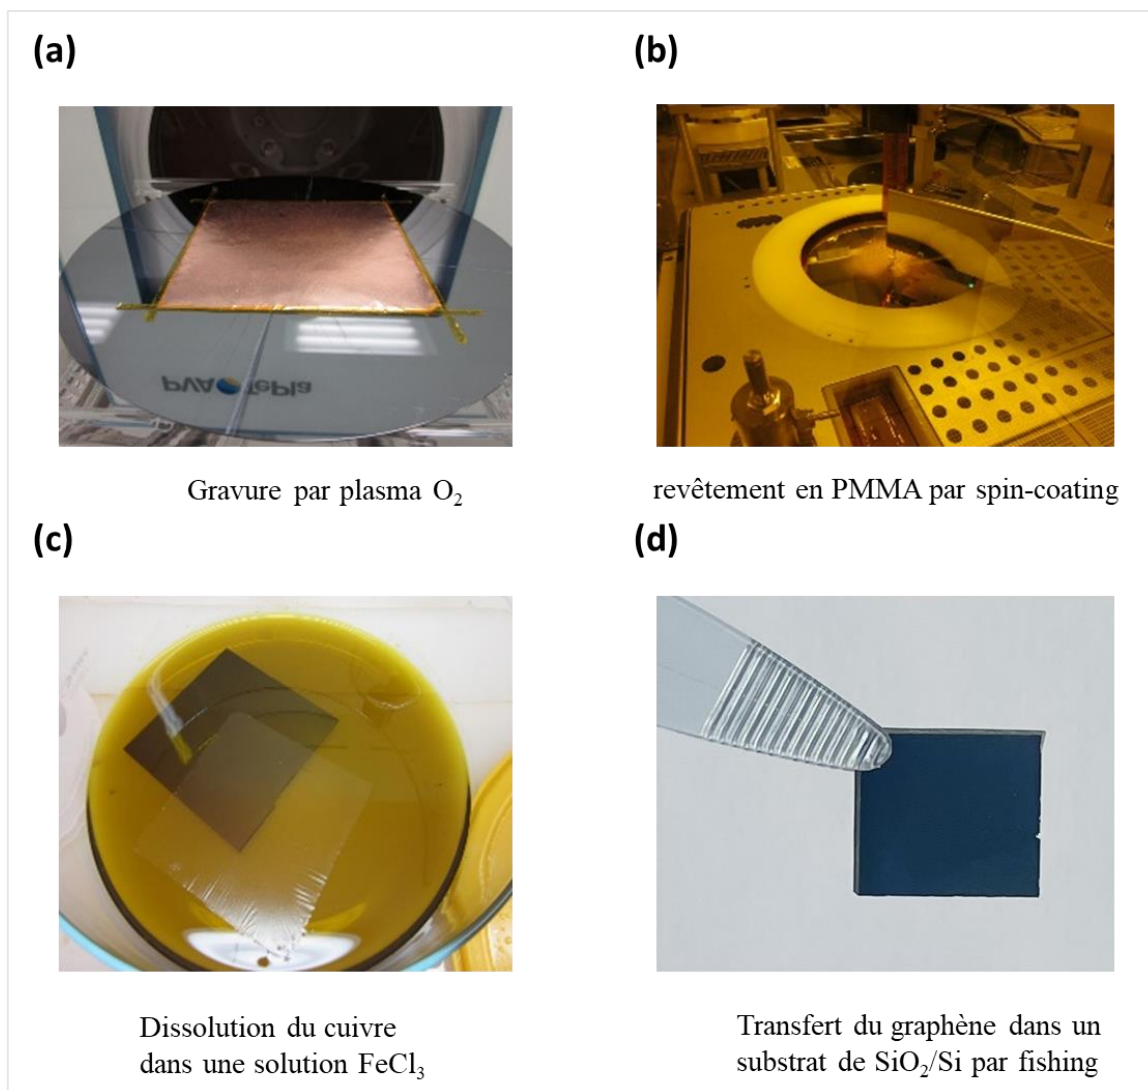 (a)
(b)
PVA TePla
Gravure par plasma O₂
revêtement en PMMA par spin-coating
(c)
(d)
Dissolution du cuivre
dans une solution FeCl₃
Transfert du graphène dans un
substrat de SiO₂/Si par fishing